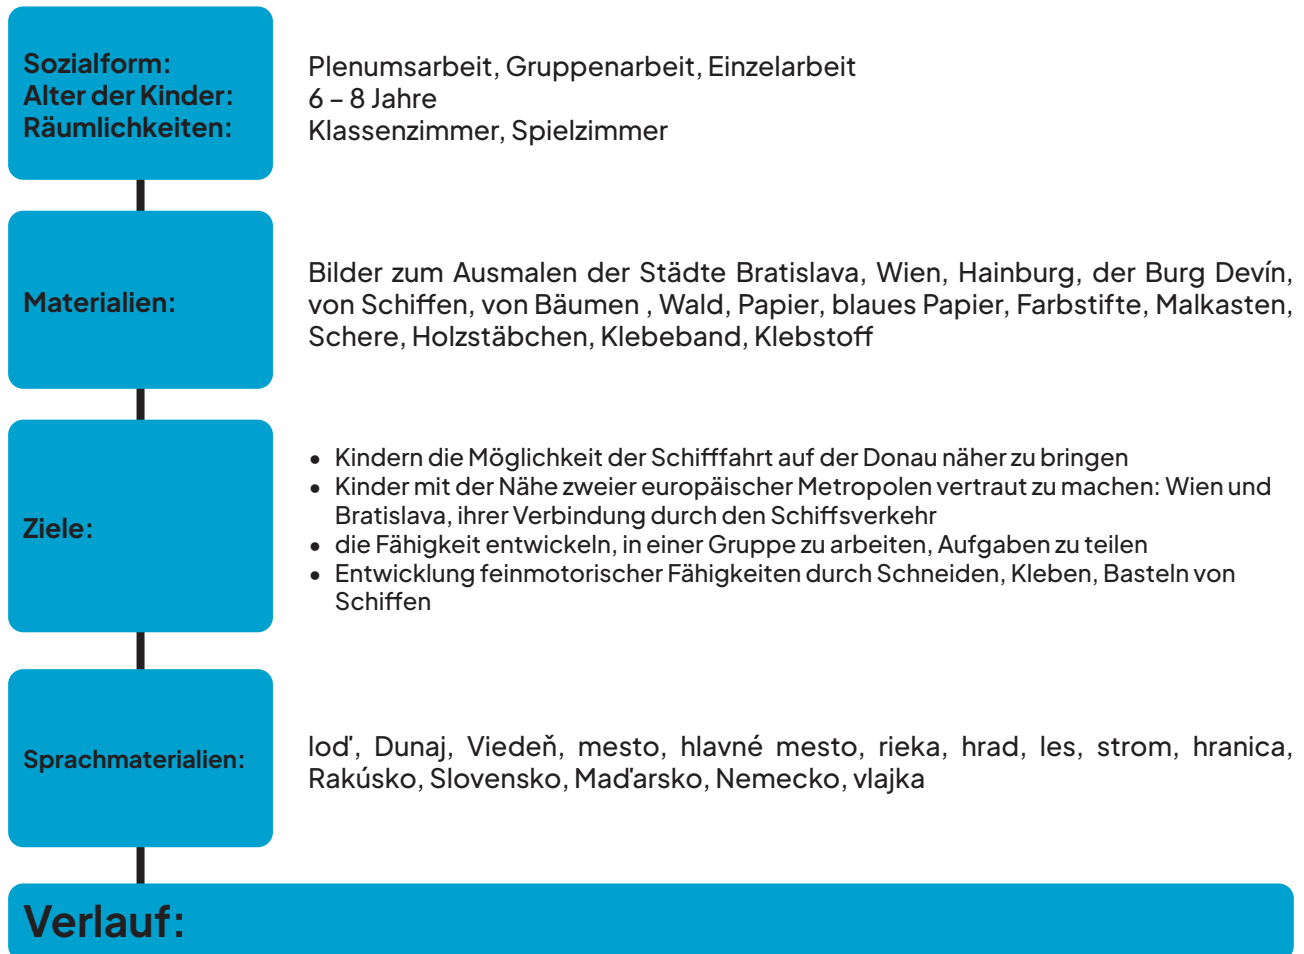 Sozialform:
Alter der Kinder:
Räumlichkeiten:
Plenumsarbeit, Gruppenarbeit, Einzelarbeit
6 – 8 Jahre
Klassenzimmer, Spielzimmer
Materialien:
Bilder zum Ausmalen der Städte Bratislava, Wien, Hainburg, der Burg Devín,
von Schiffen, von Bäumen , Wald, Papier, blaues Papier, Farbstifte, Malkasten,
Schere, Holzstäbchen, Klebeband, Klebstoff
Ziele:
• Kindern die Möglichkeit der Schifffahrt auf der Donau näher zu bringen
• Kinder mit der Nähe zweier europäischer Metropolen vertraut zu machen: Wien und
Bratislava, ihrer Verbindung durch den Schiffsverkehr
• die Fähigkeit entwickeln, in einer Gruppe zu arbeiten, Aufgaben zu teilen
• Entwicklung feinmotorischer Fähigkeiten durch Schneiden, Kleben, Basteln von
Schiffen
Sprachmaterialien:
loď, Dunaj, Viedeň, mesto, hlavné mesto, rieka, hrad, les, strom, hranica,
Rakúsko, Slovensko, Maďarsko, Nemecko, vlajka
Verlauf: